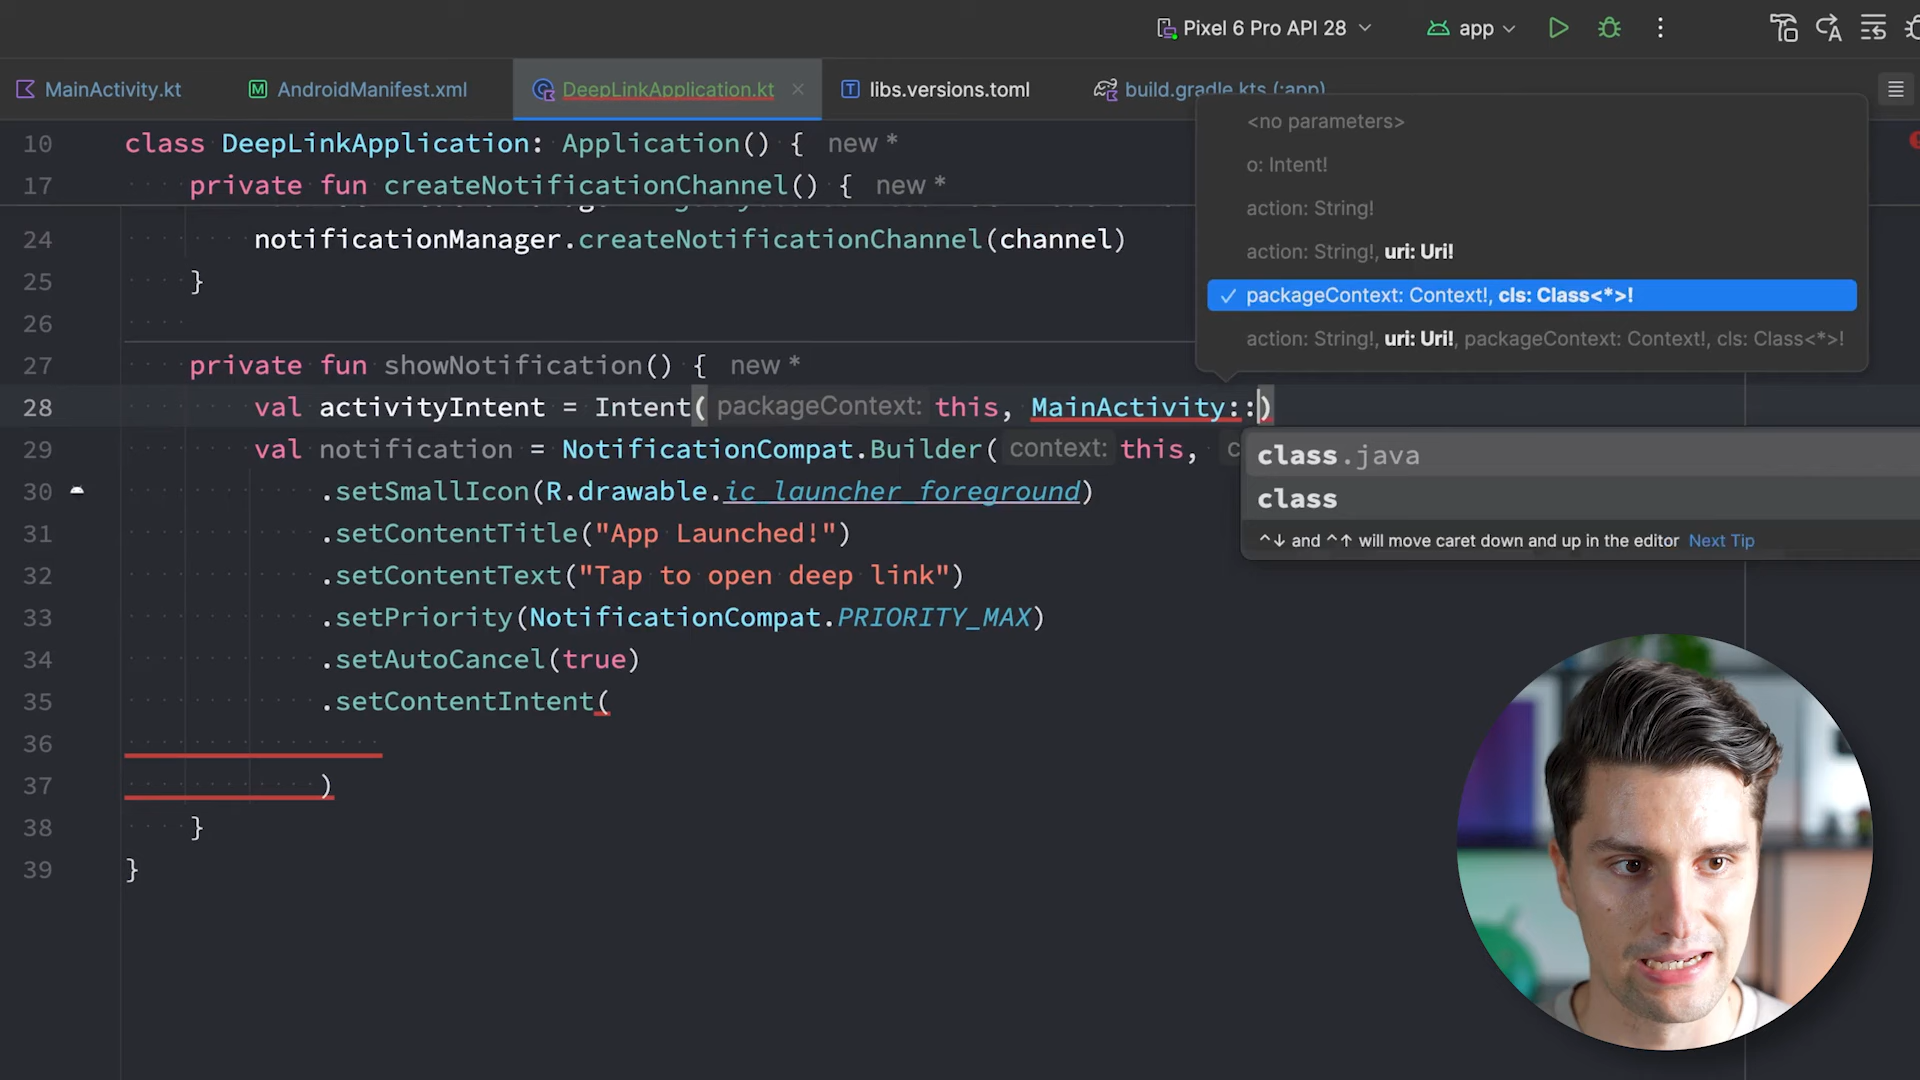 Pixel 6 Pro API 28
app
MainActivity.kt
AndroidManifest.xml
DeepLinkApplication.kt
libs.versions.toml
build.gradle.kts (:app)
<no parameters>
o: Intent!
action: String!
action: String!, uri: Uri!
packageContext: Context!, cls: Class<*>!
action: String!, uri: Uri!, packageContext: Context!, cls: Class<*>!
10 class DeepLinkApplication: Application() { new *
17 private fun createNotificationChannel() { new *
24 notificationManager.createNotificationChannel(channel)
25 }
26
27 private fun showNotification() { new *
28 val activityIntent = Intent( packageContext: this, MainActivity::)
29 val notification = NotificationCompat.Builder( context: this, c
class.java
class
^↓ and ^↑ will move caret down and up in the editor Next Tip
30 .setSmallIcon(R.drawable.ic_launcher_foreground)
31 .setContentTitle("App Launched!")
32 .setContentText("Tap to open deep link")
33 .setPriority(NotificationCompat.PRIORITY_MAX)
34 .setAutoCancel(true)
35 .setContentIntent(
36
37 )
38 }
39 }